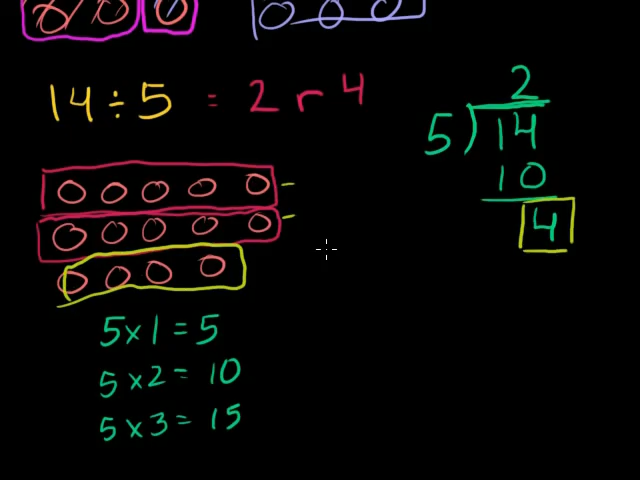 14 ÷ 5 = 2 r 4
2
5)14
10
4
5 x 1 = 5
5 x 2 = 10
5 x 3 = 15